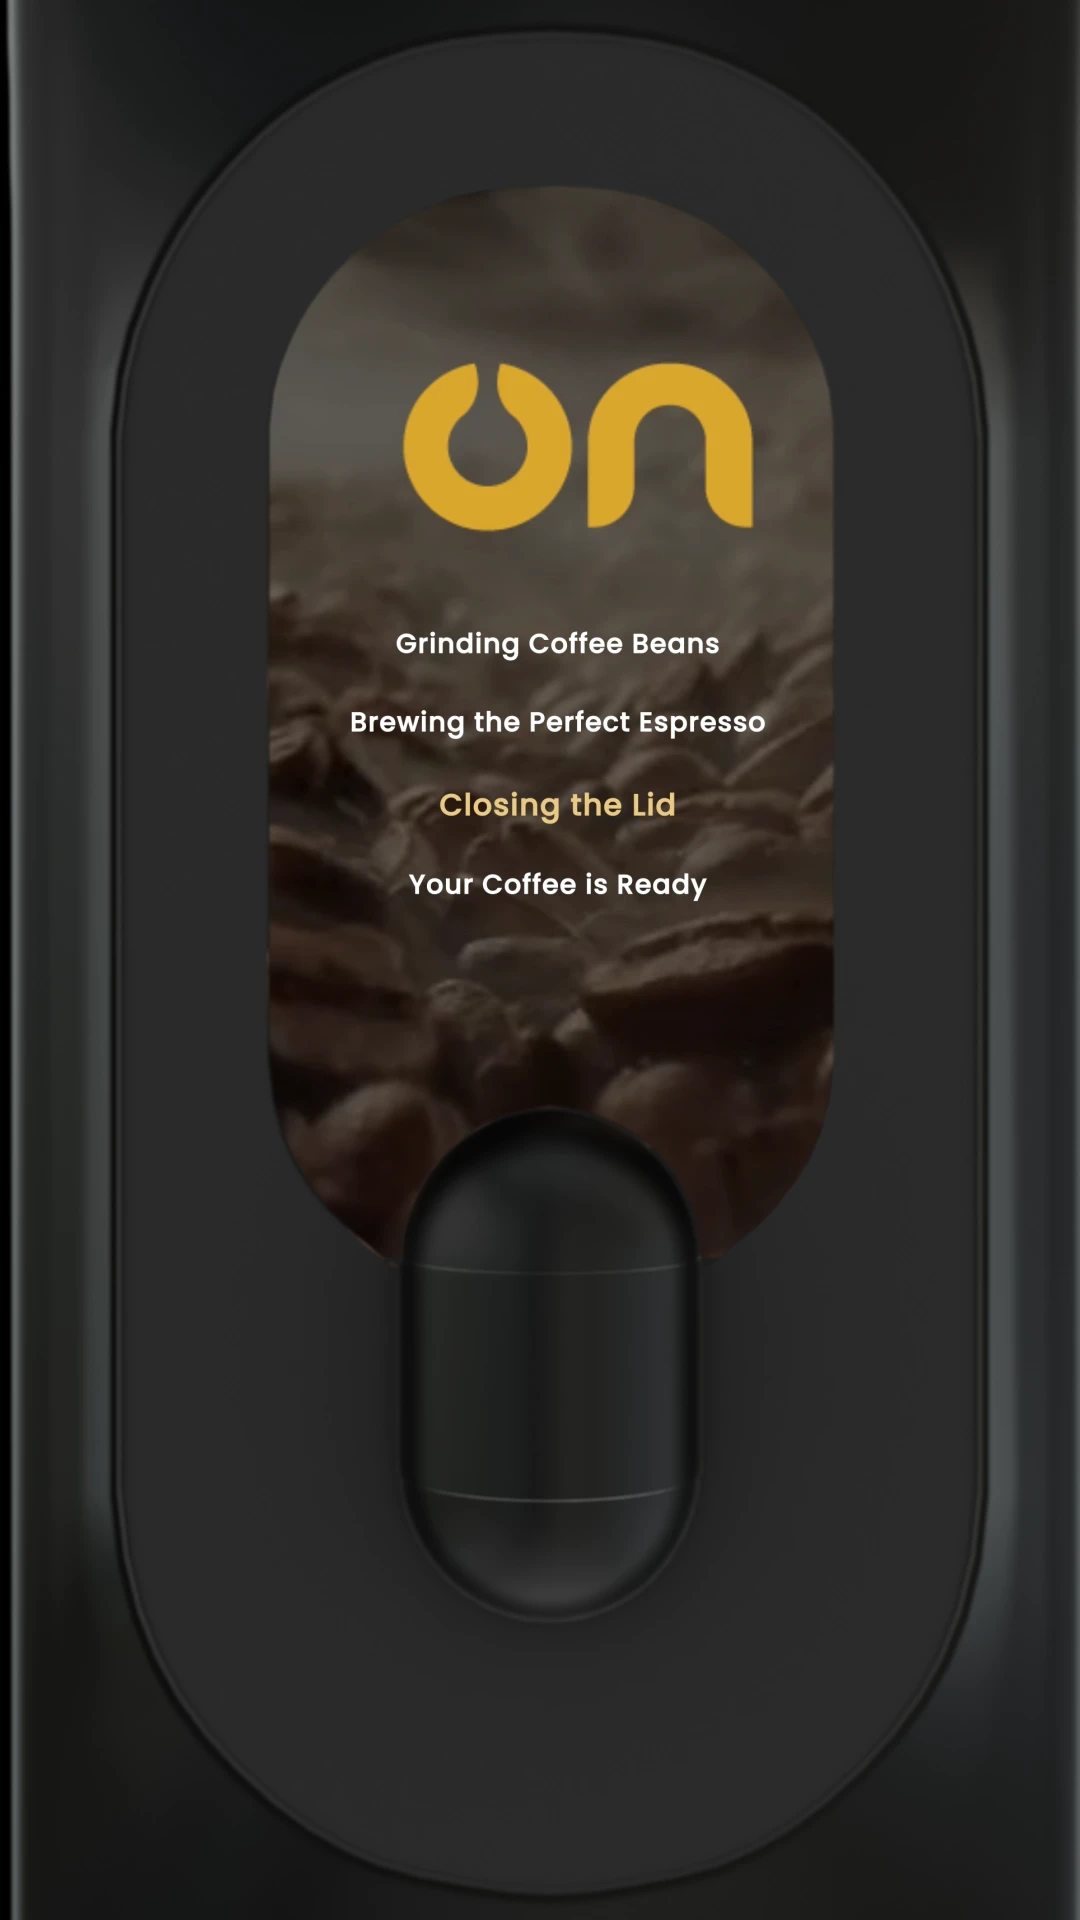 on
Grinding Coffee Beans
Brewing the Perfect Espresso
Closing the Lid
Your Coffee is Ready